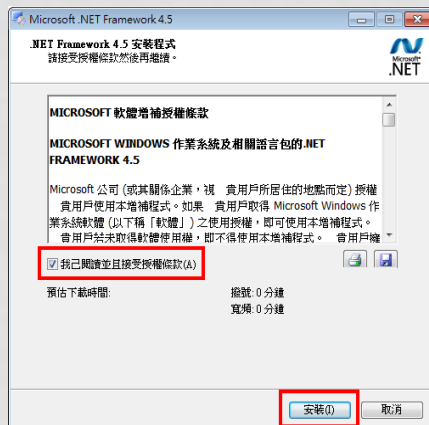 Microsoft .NET Framework 4.5
.NET Framework 4.5 安裝程式
請接受授權條款然後再繼續。
Microsoft
.NET
MICROSOFT 軟體增補授權條款
MICROSOFT WINDOWS 作業系統及相關語言包的.NET
FRAMEWORK 4.5
Microsoft 公司 (或其關係企業，視　貴用戶所居住的地點而定) 授權
貴用戶使用本增補程式。如果　貴用戶取得 Microsoft Windows 作
業系統軟體 (以下稱「軟體」) 之使用授權，即可使用本增補程式。
貴用戶若未取得軟體使用權，即不得使用本增補程式。　貴用戶擁
我已閱讀並且接受授權條款(A)
預估下載時間:
撥號: 0 分鐘
寬頻: 0 分鐘
安裝(I)
取消